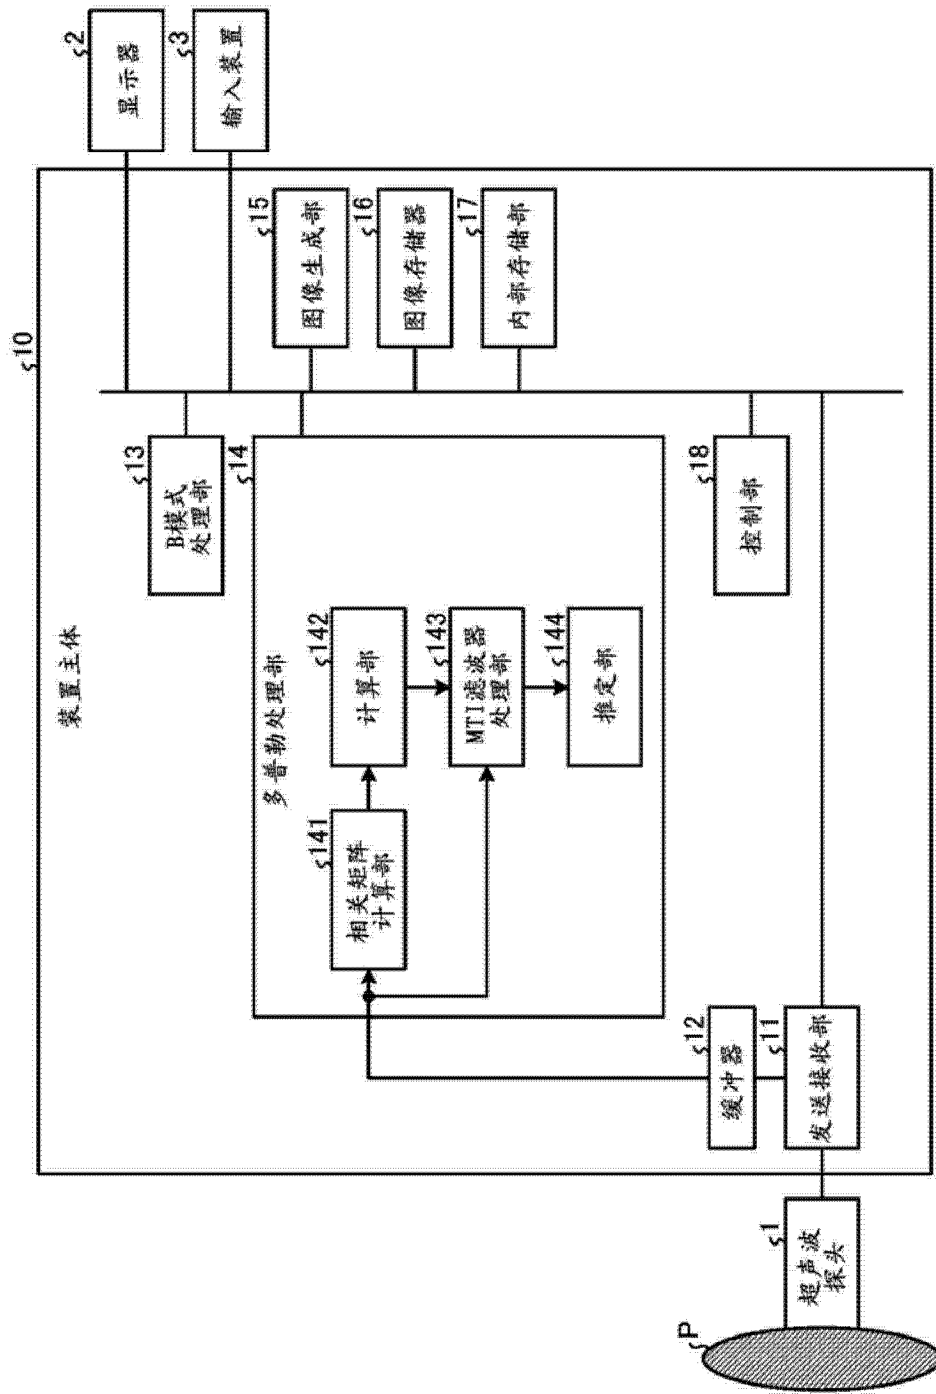 10
装置主体
2
显示器
3
输入装置
13
B模式
处理部
14
多普勒处理部
15
图像生成部
16
图像存储器
17
内部存储部
141
相关矩阵
计算部
142
计算部
143
MTI滤波器
处理部
144
推定部
18
控制部
12
缓冲器
11
发送接收部
1
超声波
探头
P